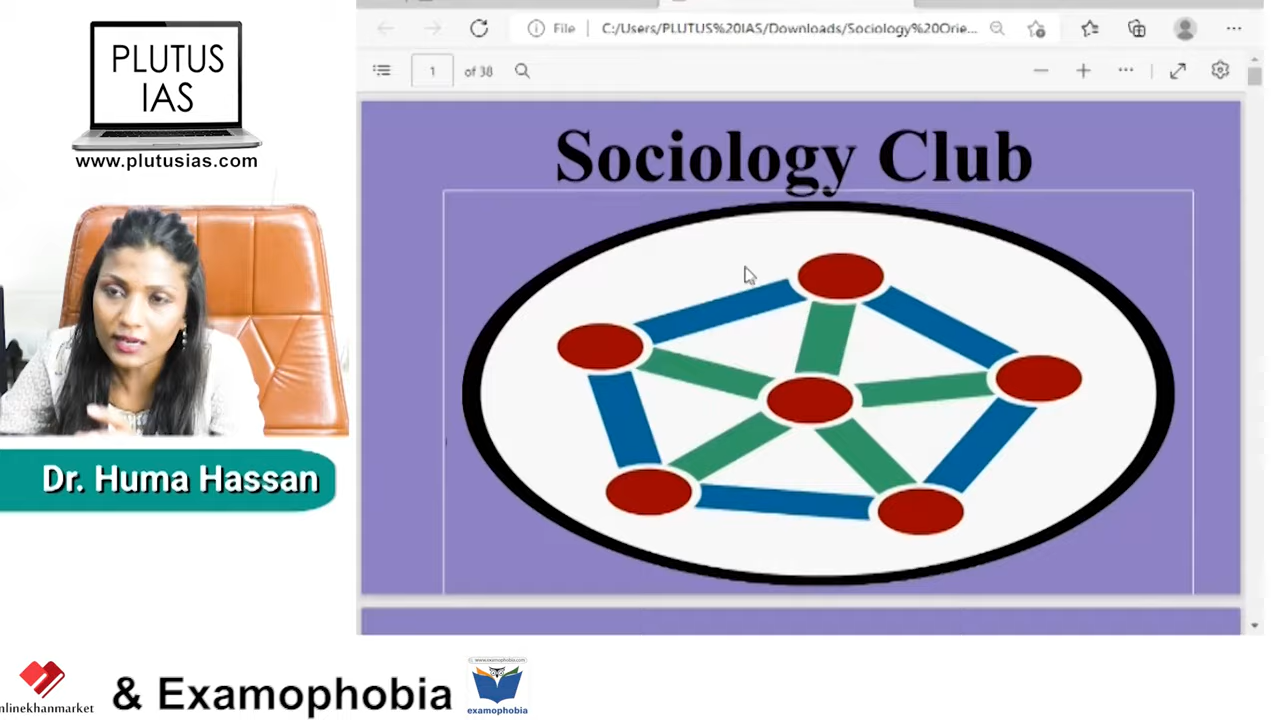 PLUTUS
IAS
www.plutusias.com
File C:/Users/PLUTUS%20IAS/Downloads/Sociology%20Orie...
1 of 38
Sociology Club
Dr. Huma Hassan
nlinekhanmarket
& Examophobia
examophobia